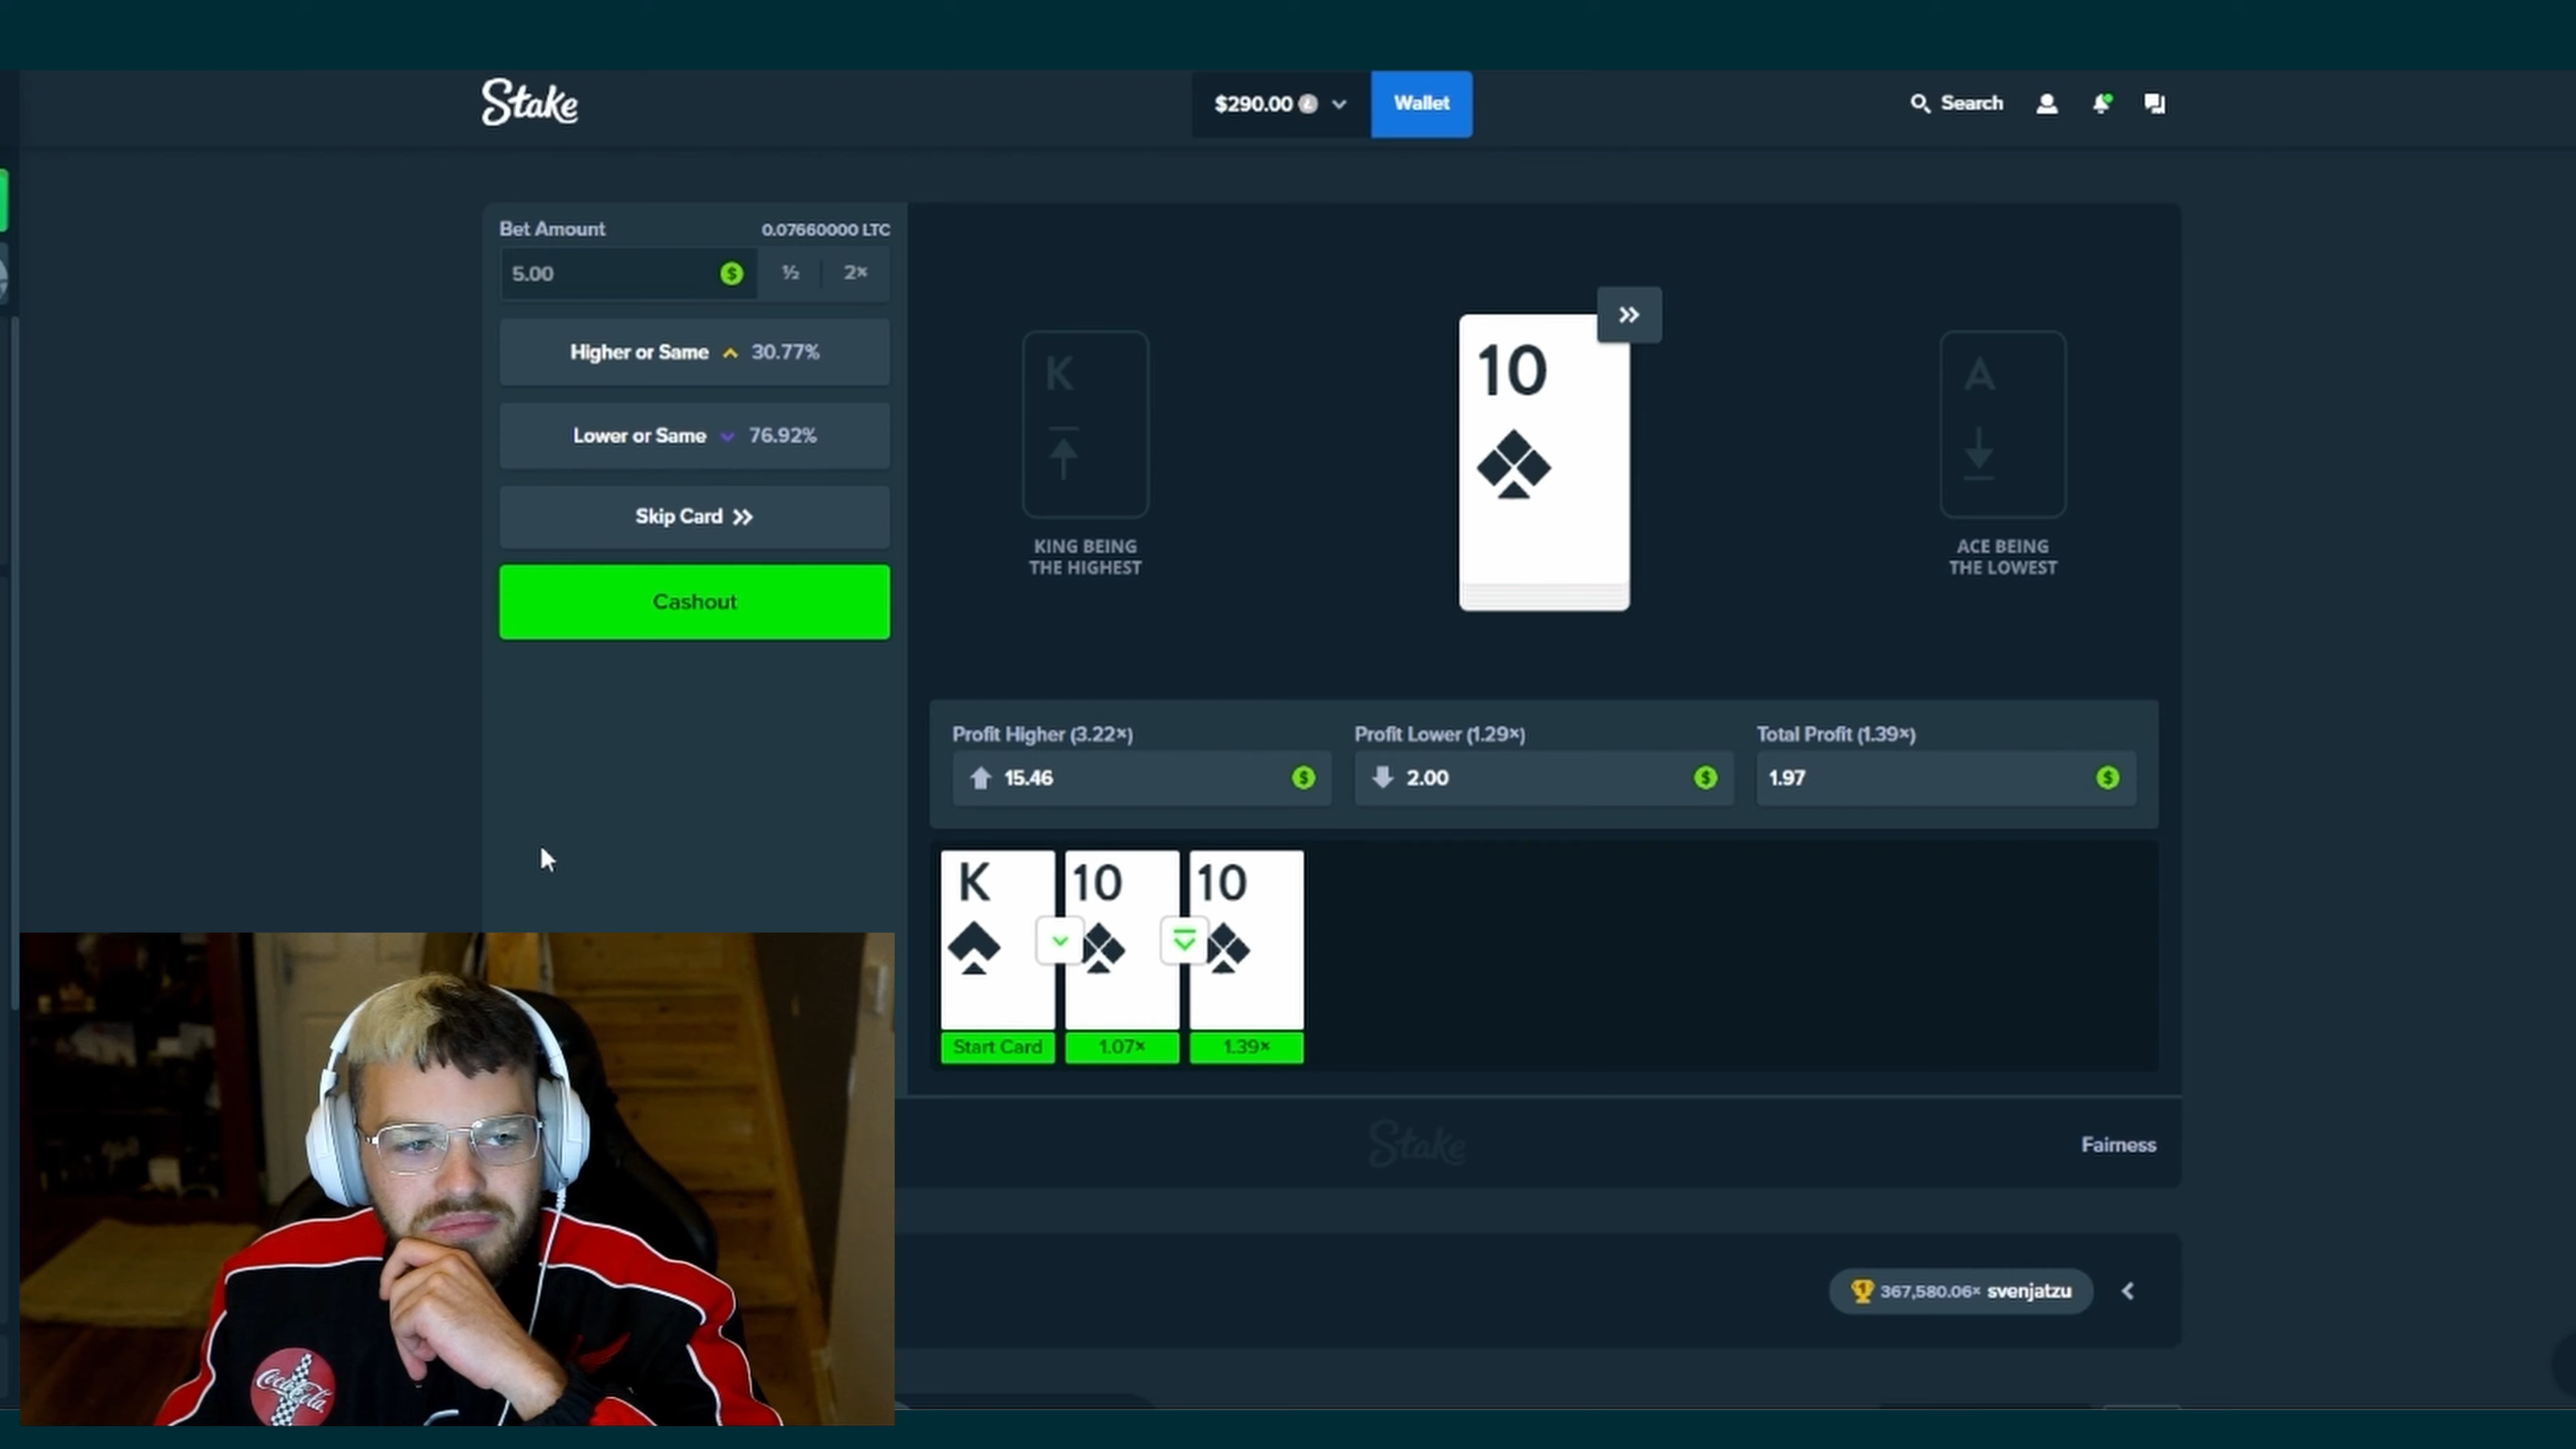 Stake
$290.00
Wallet
Search
Bet Amount
0.07660000 LTC
5.00
½
2×
Higher or Same 30.77%
Lower or Same 76.92%
Skip Card
Cashout
K
KING BEING
THE HIGHEST
10
A
ACE BEING
THE LOWEST
Profit Higher (3.22×)
Profit Lower (1.29×)
Total Profit (1.39×)
15.46
2.00
1.97
K
10
10
Start Card
1.07×
1.39×
Stake
Fairness
367,580.06× svenjatzu
Coca-Cola